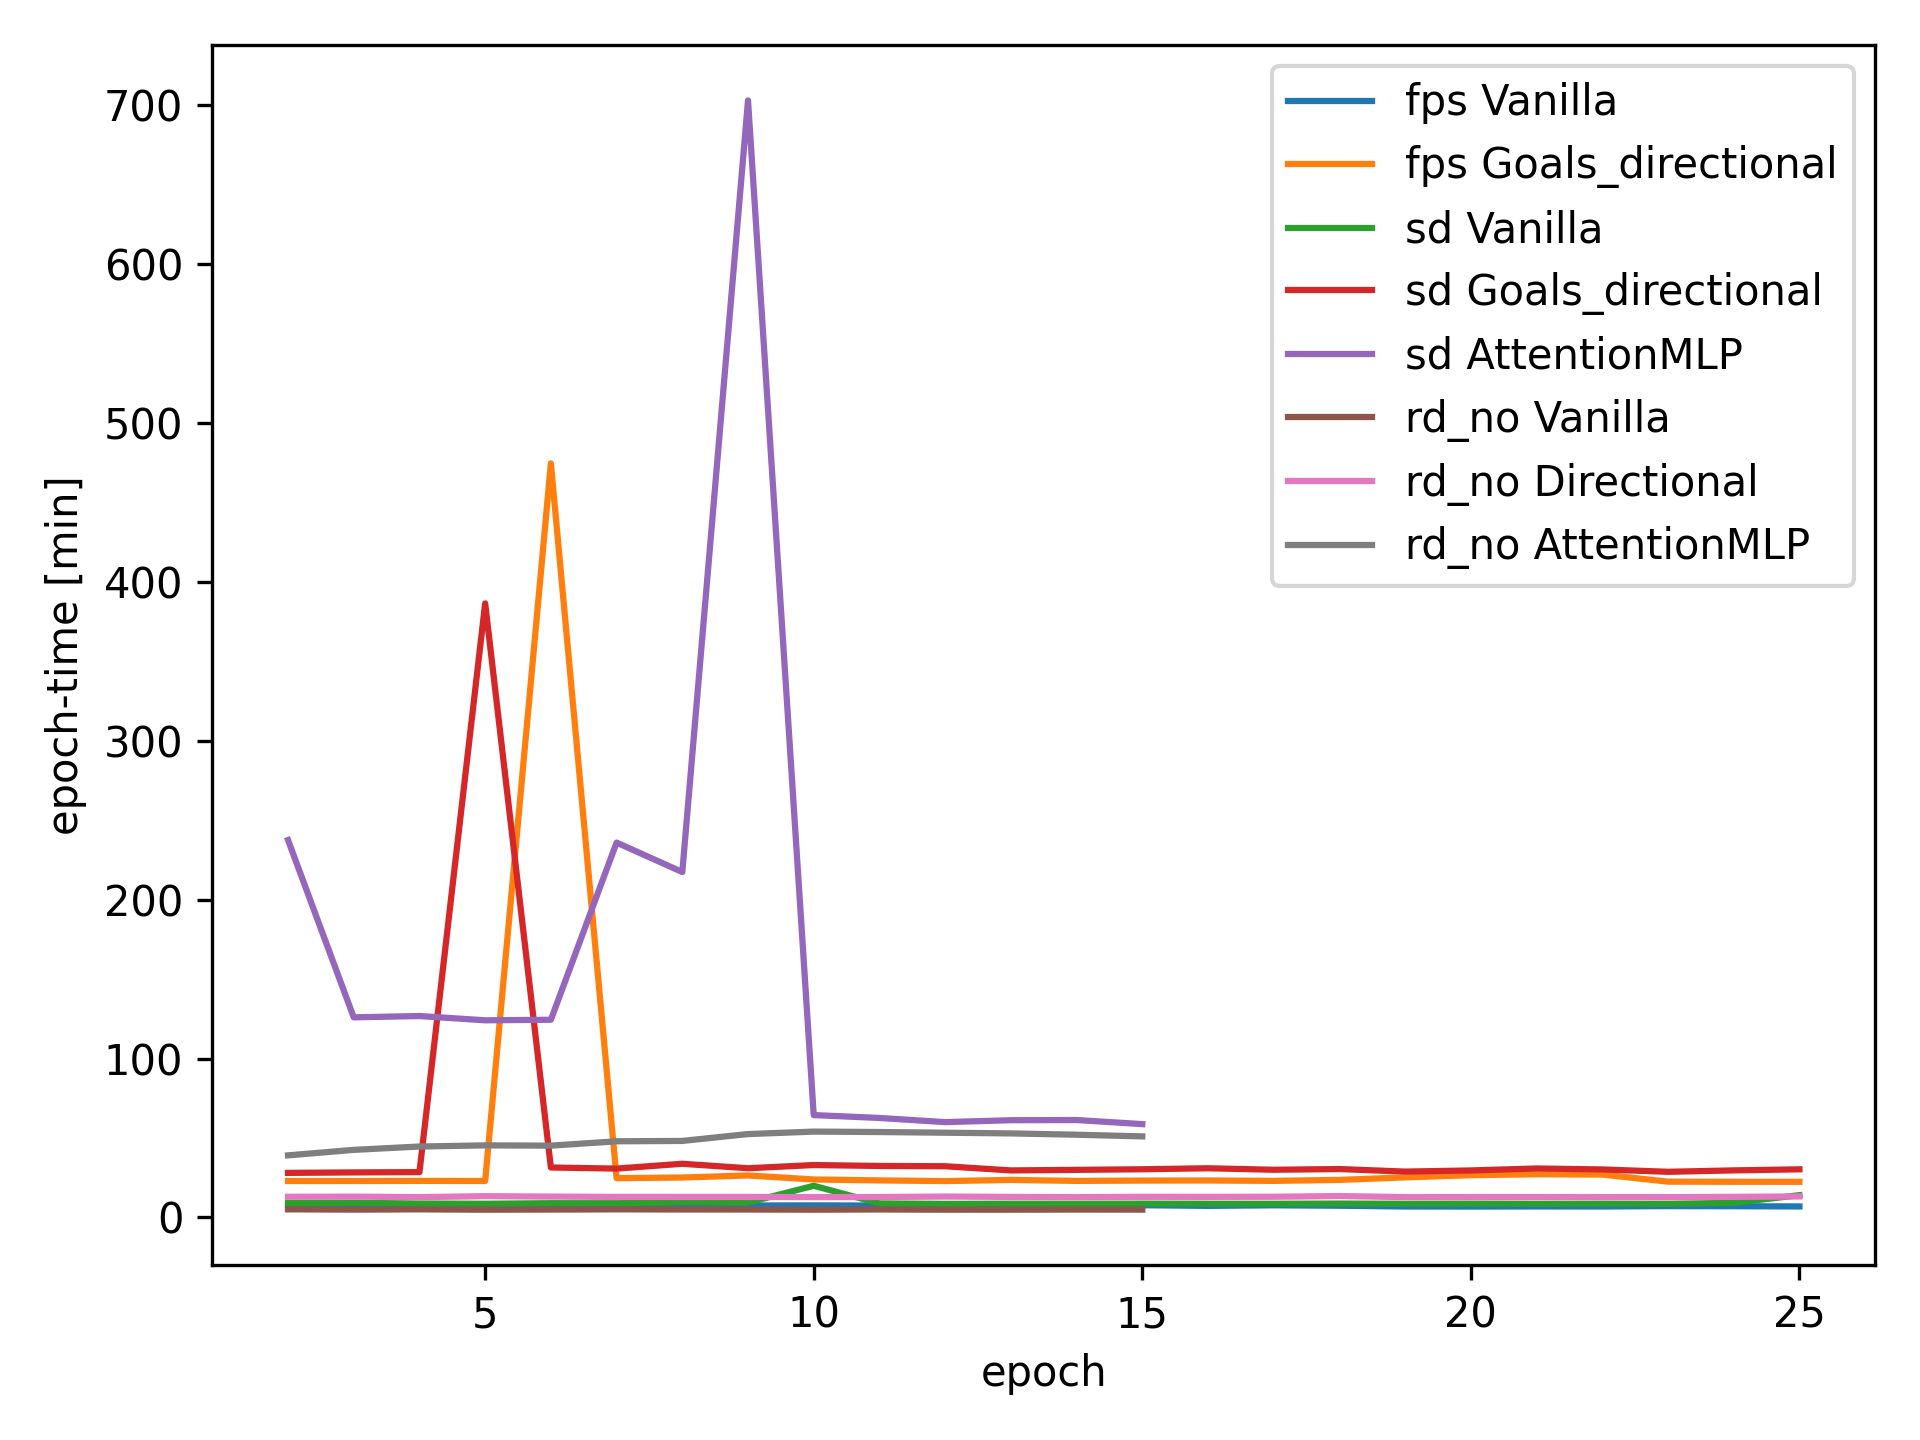 700
600
500
400
300
200
100
0
epoch-time [min]
5 10 15 20 25
epoch
fps Vanilla
fps Goals_directional
sd Vanilla
sd Goals_directional
sd AttentionMLP
rd_no Vanilla
rd_no Directional
rd_no AttentionMLP